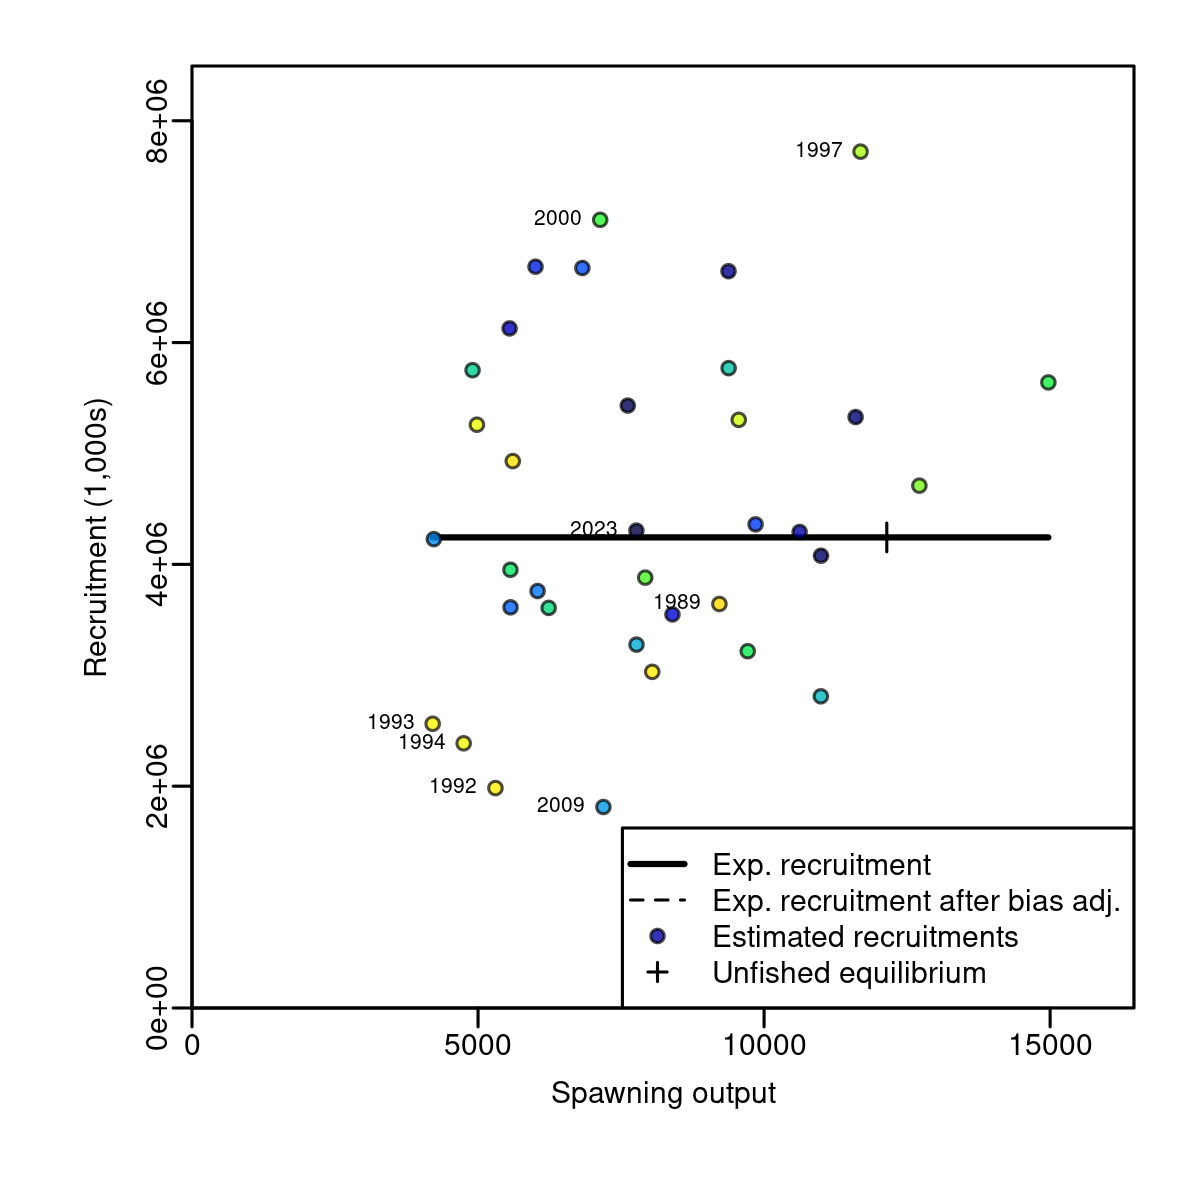 8e+06
6e+06
4e+06
2e+06
0e+00
Recruitment (1,000s)
1997
2000
2023
1989
1993
1994
1992
2009
Exp. recruitment
Exp. recruitment after bias adj.
Estimated recruitments
Unfished equilibrium
0
5000
10000
15000
Spawning output